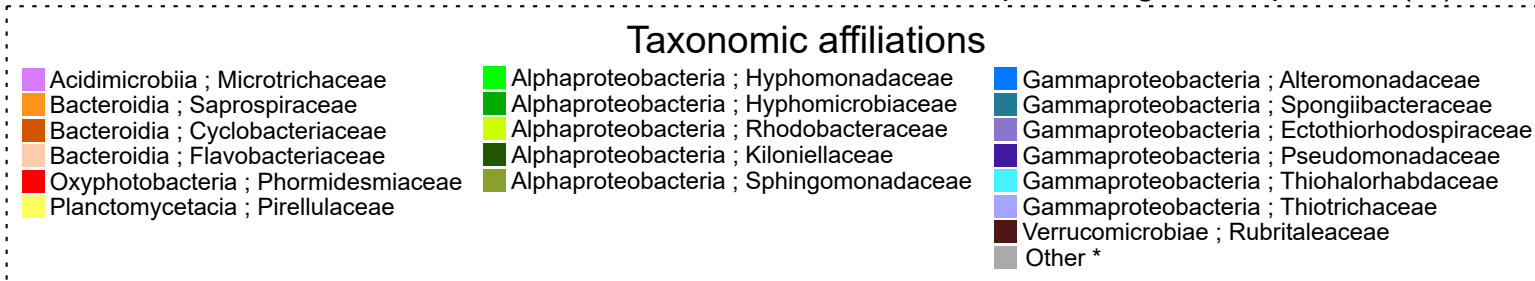 Taxonomic affiliations
Acidimicrobiia ; Microtrichaceae
Bacteroidia ; Saprospiraceae
Bacteroidia ; Cyclobacteriaceae
Bacteroidia ; Flavobacteriaceae
Oxyphotobacteria ; Phormidesmiaceae
Planctomycetacia ; Pirellulaceae
Alphaproteobacteria ; Hyphomonadaceae
Alphaproteobacteria ; Hyphomicrobiaceae
Alphaproteobacteria ; Rhodobacteraceae
Alphaproteobacteria ; Kiloniellaceae
Alphaproteobacteria ; Sphingomonadaceae
Gammaproteobacteria ; Alteromonadaceae
Gammaproteobacteria ; Spongiibacteraceae
Gammaproteobacteria ; Ectothiorhodospiraceae
Gammaproteobacteria ; Pseudomonadaceae
Gammaproteobacteria ; Thiohalorhabdaceae
Gammaproteobacteria ; Thiotrichaceae
Verrucomicrobiae ; Rubritaleaceae
Other *